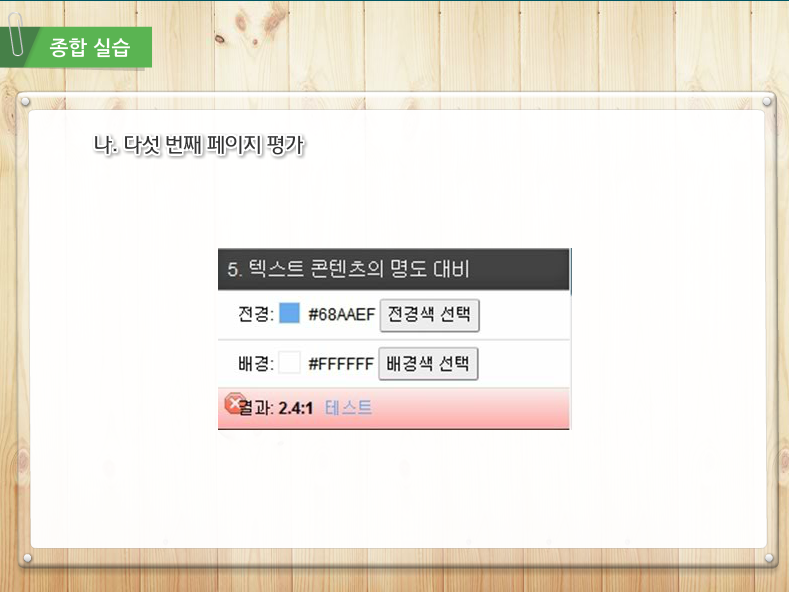 종합 실습
나. 다섯 번째 페이지 평가
5. 텍스트 콘텐츠의 명도 대비
전경: #68AAEF 전경색 선택
배경: #FFFFFF 배경색 선택
결과: 2.4:1 테스트